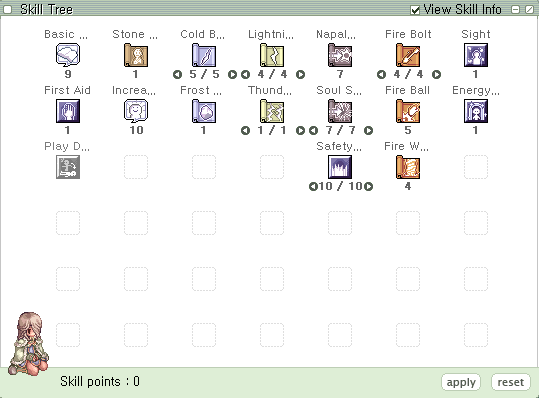 Skill Tree View Skill Info
Basic ... Stone ... Cold B... Lightni... Napal... Fire Bolt Sight
9 1 5 / 5 4 / 4 7 4 / 4 1
First Aid Increa... Frost ... Thund... Soul S... Fire Ball Energy...
1 10 1 1 / 1 7 / 7 5 1
Play D... Safety... Fire W...
10 / 10 4
Skill points : 0 apply reset